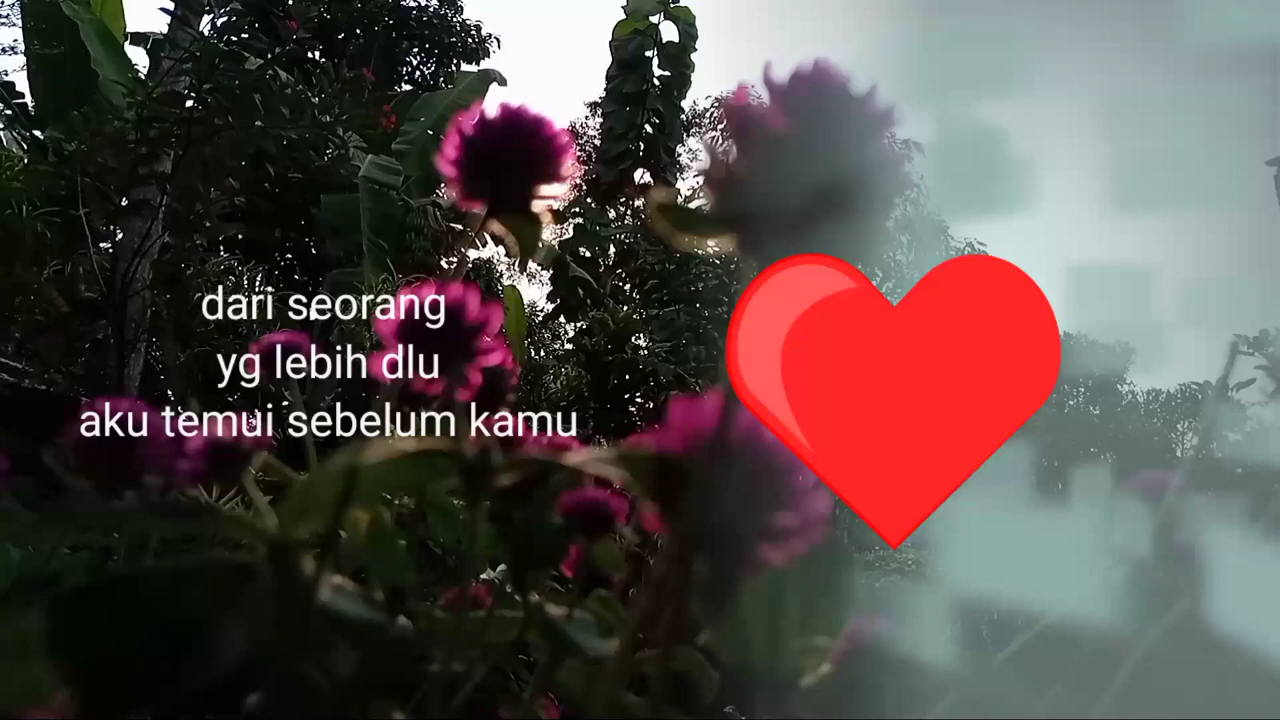 dari seorang
yg lebih dlu
aku temui sebelum kamu